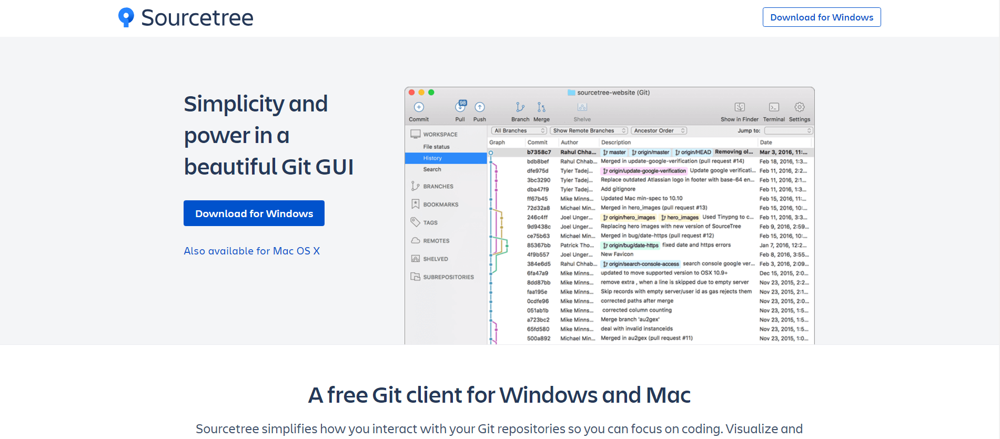 Sourcetree
Download for Windows
Simplicity and
power in a
beautiful Git GUI
Download for Windows
Also available for Mac OS X
sourcetree-website (Git)
98
Commit Pull Push Branch Merge Shelve Show in Finder Terminal Settings
WORKSPACE
File status
History
Search
BRANCHES
BOOKMARKS
TAGS
REMOTES
SHELVED
SUBREPOSITORIES
All Branches Show Remote Branches Ancestor Order Jump to:
Graph Commit Author Description Date
b7358c7 Rahul Chha... master origin/master origin/HEAD Removing ol... Mar 3, 2016, 11:...
bdb8bef Rahul Chhab... Merged in update-google-verification (pull request #14) Feb 18, 2016, 1:3...
dfe975d Tyler Tadej... origin/update-google-verification Update google verificati... Feb 11, 2016, 2:2...
3bc3290 Tyler Tadej... Replace outdated Atlassian logo in footer with base-64 en... Feb 11, 2016, 2:1...
dba47f9 Tyler Tadej... Add gitignore Feb 11, 2016, 1:3...
ff67b45 Mike Minns... Updated Mac min-spec to 10.10 Feb 15, 2016, 11:...
72d32a8 Mike Minns... Merged in hero_images (pull request #13) Feb 15, 2016, 10:...
246c4ff Joel Unger... origin/hero_images hero_images Used Tinypng to c... Feb 11, 2016, 3:3...
9d9438c Joel Unger... Replacing hero images with new version of SourceTree Feb 9, 2016, 2:59...
ce75b63 Michael Min... Merged in bug/date-https (pull request #12) Feb 15, 2016, 10:...
85367bb Patrick Tho... origin/bug/date-https fixed date and https errors Jan 7, 2016, 12:2...
4f9b557 Joel Unger... New Favicon Feb 8, 2016, 3:55...
384e6d5 Rahul Chhab... origin/search-console-access search console google ver... Feb 3, 2016, 2:09...
6fa47a9 Mike Minns... updated to move supported version to OSX 10.9+ Dec 15, 2015, 2:0...
8dd87bb Mike Minns... remove extra , when a line is skipped due to empty server Nov 23, 2015, 2:2...
faa195e Mike Minns... Skip records with empty server/user id as gas rejects them Nov 23, 2015, 2:1...
0cdfe96 Mike Minns... corrected paths after merge Nov 23, 2015, 2:0...
051ab1b Mike Minns... corrected column counting Nov 23, 2015, 1:5...
a723bc2 Mike Minns... Merge branch 'au2gex' Nov 23, 2015, 1:5...
65fd580 Mike Minns... deal with invalid instanceids Nov 23, 2015, 1:5...
500a892 Michael Min... Merged in au2gex (pull request #11) Nov 23, 2015, 1:0...
A free Git client for Windows and Mac
Sourcetree simplifies how you interact with your Git repositories so you can focus on coding. Visualize and